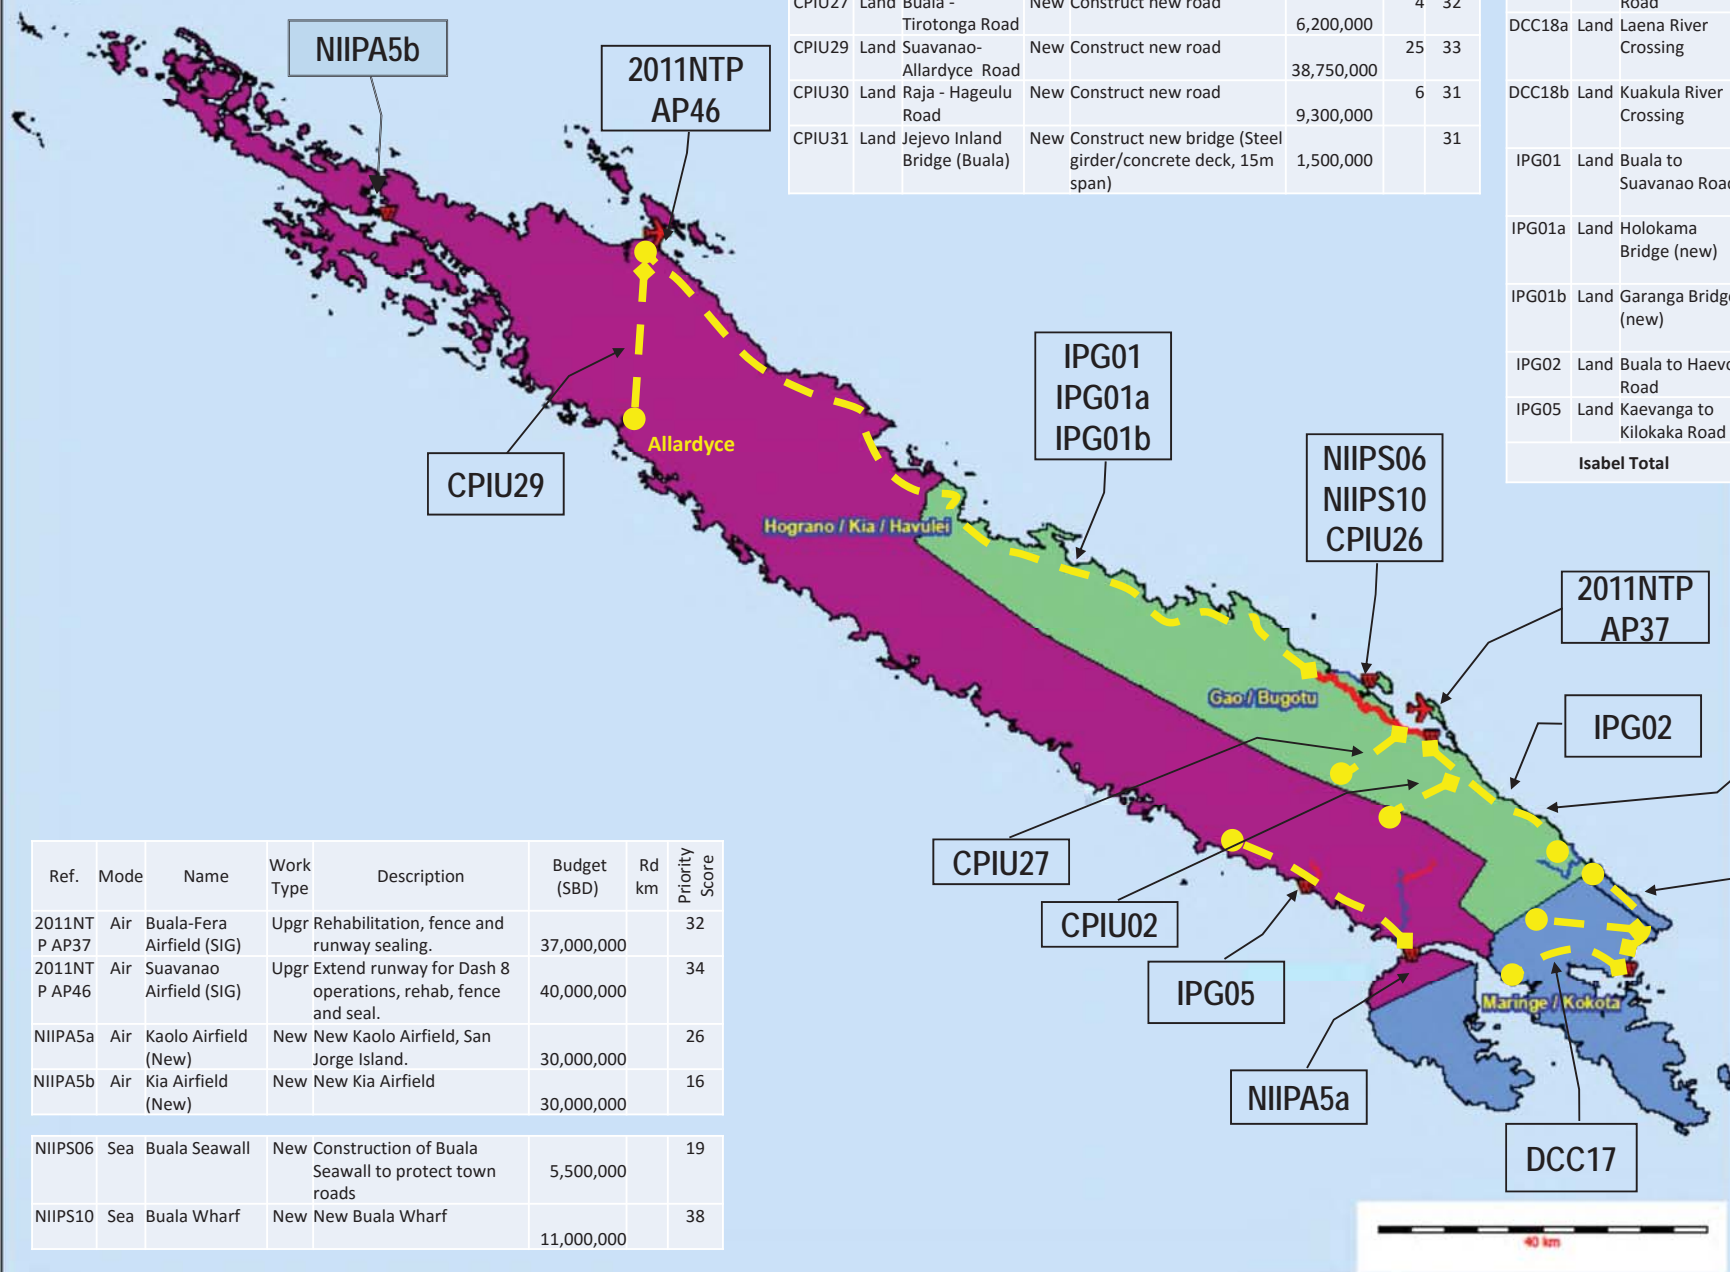 NIIPA5b
2011NTP
AP46
CPIU27 Land Buala - New Construct new road 4 32
Tirotonga Road 6,200,000
CPIU29 Land Suavanao- New Construct new road 25 33
Allardyce Road 38,750,000
CPIU30 Land Raja - Hageulu New Construct new road 6 31
Road 9,300,000
CPIU31 Land Jejevo Inland New Construct new bridge (Steel 31
Bridge (Buala) girder/concrete deck, 15m 1,500,000
span)
Road
DCC18a Land Laena River
Crossing
DCC18b Land Kuakula River
Crossing
IPG01 Land Buala to
Suavanao Road
IPG01a Land Holokama
Bridge (new)
IPG01b Land Garanga Bridge
(new)
IPG02 Land Buala to Haevo
Road
IPG05 Land Kaevanga to
Kilokaka Road
Isabel Total
Allardyce
CPIU29
IPG01
IPG01a
IPG01b
Hograno / Kia / Havulei
NIIPS06
NIIPS10
CPIU26
2011NTP
AP37
Gao / Bugotu
IPG02
CPIU27
CPIU02
IPG05
Maringe / Kokota
NIIPA5a
DCC17
40 km
Ref. Mode Name Work Type Description Budget (SBD) Rd km Priority Score
2011NT Air Buala-Fera Upgr Rehabilitation, fence and 32
P AP37 Airfield (SIG) runway sealing. 37,000,000
2011NT Air Suavanao Upgr Extend runway for Dash 8 34
P AP46 Airfield (SIG) operations, rehab, fence 40,000,000
and seal.
NIIPA5a Air Kaolo Airfield New New Kaolo Airfield, San 26
(New) Jorge Island. 30,000,000
NIIPA5b Air Kia Airfield New New Kia Airfield 16
(New) 30,000,000
NIIPS06 Sea Buala Seawall New Construction of Buala 19
Seawall to protect town 5,500,000
roads
NIIPS10 Sea Buala Wharf New New Buala Wharf 38
11,000,000